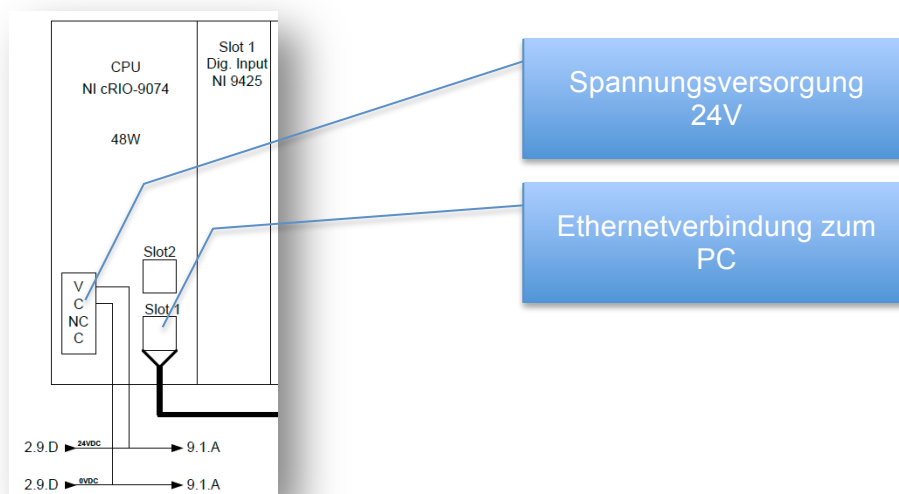 CPU
NI cRIO-9074
48W
Slot 1
Dig. Input
NI 9425
Slot2
Slot 1
V
C
NC
C
2.9.D 24VDC 9.1.A
2.9.D 0VDC 9.1.A
Spannungsversorgung
24V
Ethernetverbindung zum
PC